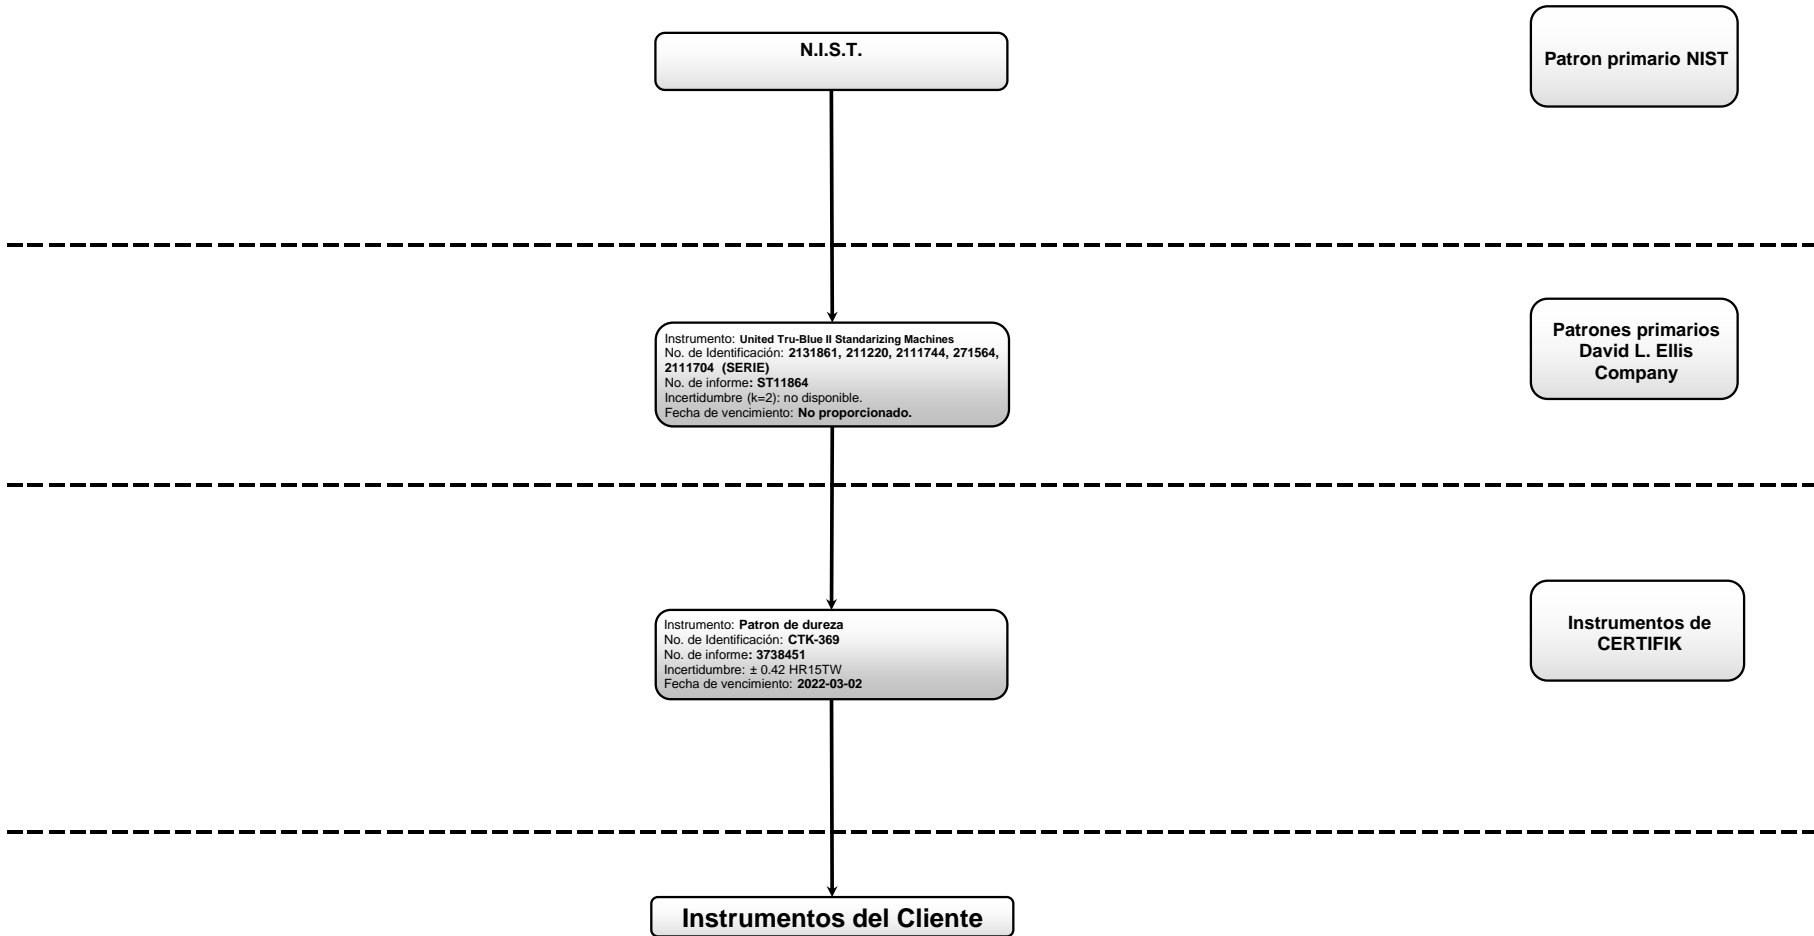 N.I.S.T.
Patron primario NIST
Instrumento: United Tru-Blue II Standarizing Machines
No. de Identificación: 2131861, 211220, 2111744, 271564,
2111704 (SERIE)
No. de informe: ST11864
Incertidumbre (k=2): no disponible.
Fecha de vencimiento: No proporcionado.
Patrones primarios
David L. Ellis
Company
Instrumento: Patron de dureza
No. de Identificación: CTK-369
No. de informe: 3738451
Incertidumbre: ± 0.42 HR15TW
Fecha de vencimiento: 2022-03-02
Instrumentos de
CERTIFIK
Instrumentos del Cliente